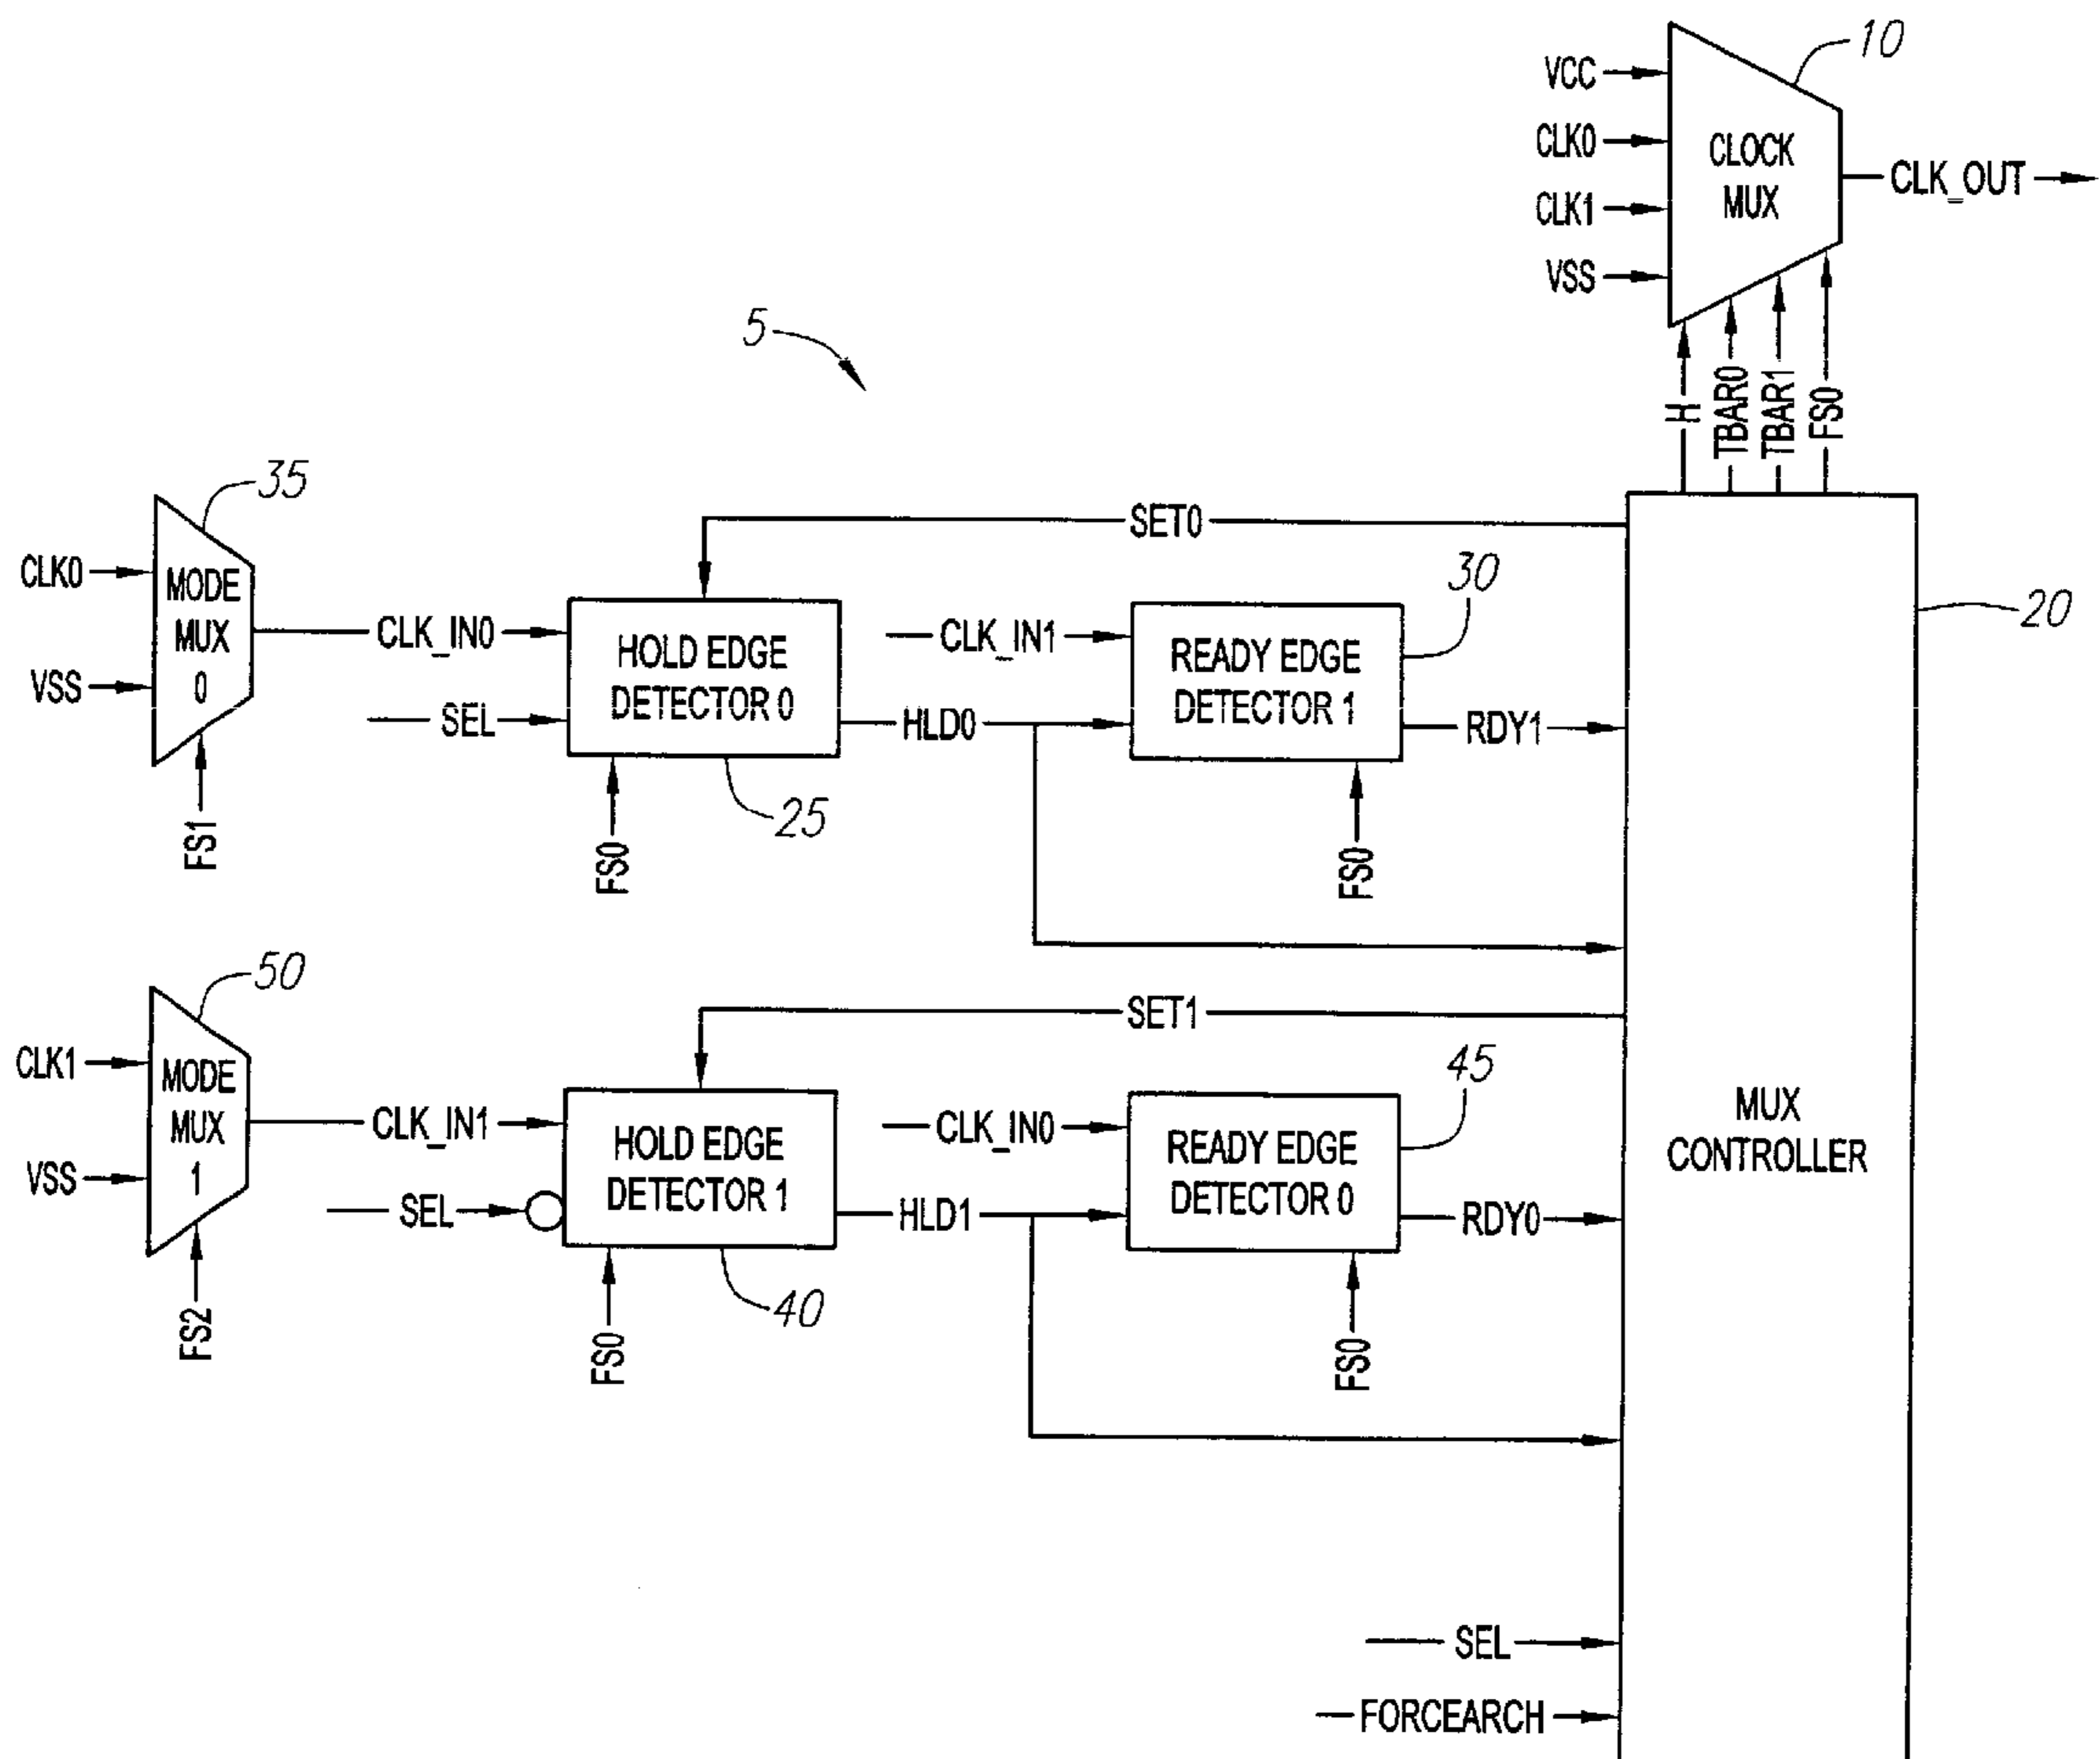 10
VCC
CLK0
CLK1
VSS
CLOCK
MUX
CLK_OUT
5
H
TBAR0
TBAR1
FS0
35
CLK0
VSS
MODE
MUX
0
FS1
CLK_IN0
SEL
SET0
HOLD EDGE
DETECTOR 0
FS0
25
HLD0
CLK_IN1
READY EDGE
DETECTOR 1
30
FS0
RDY1
20
50
CLK1
VSS
MODE
MUX
1
FS2
CLK_IN1
SEL
SET1
HOLD EDGE
DETECTOR 1
FS0
40
HLD1
CLK_IN0
READY EDGE
DETECTOR 0
45
FS0
RDY0
MUX
CONTROLLER
SEL
FORCEARCH